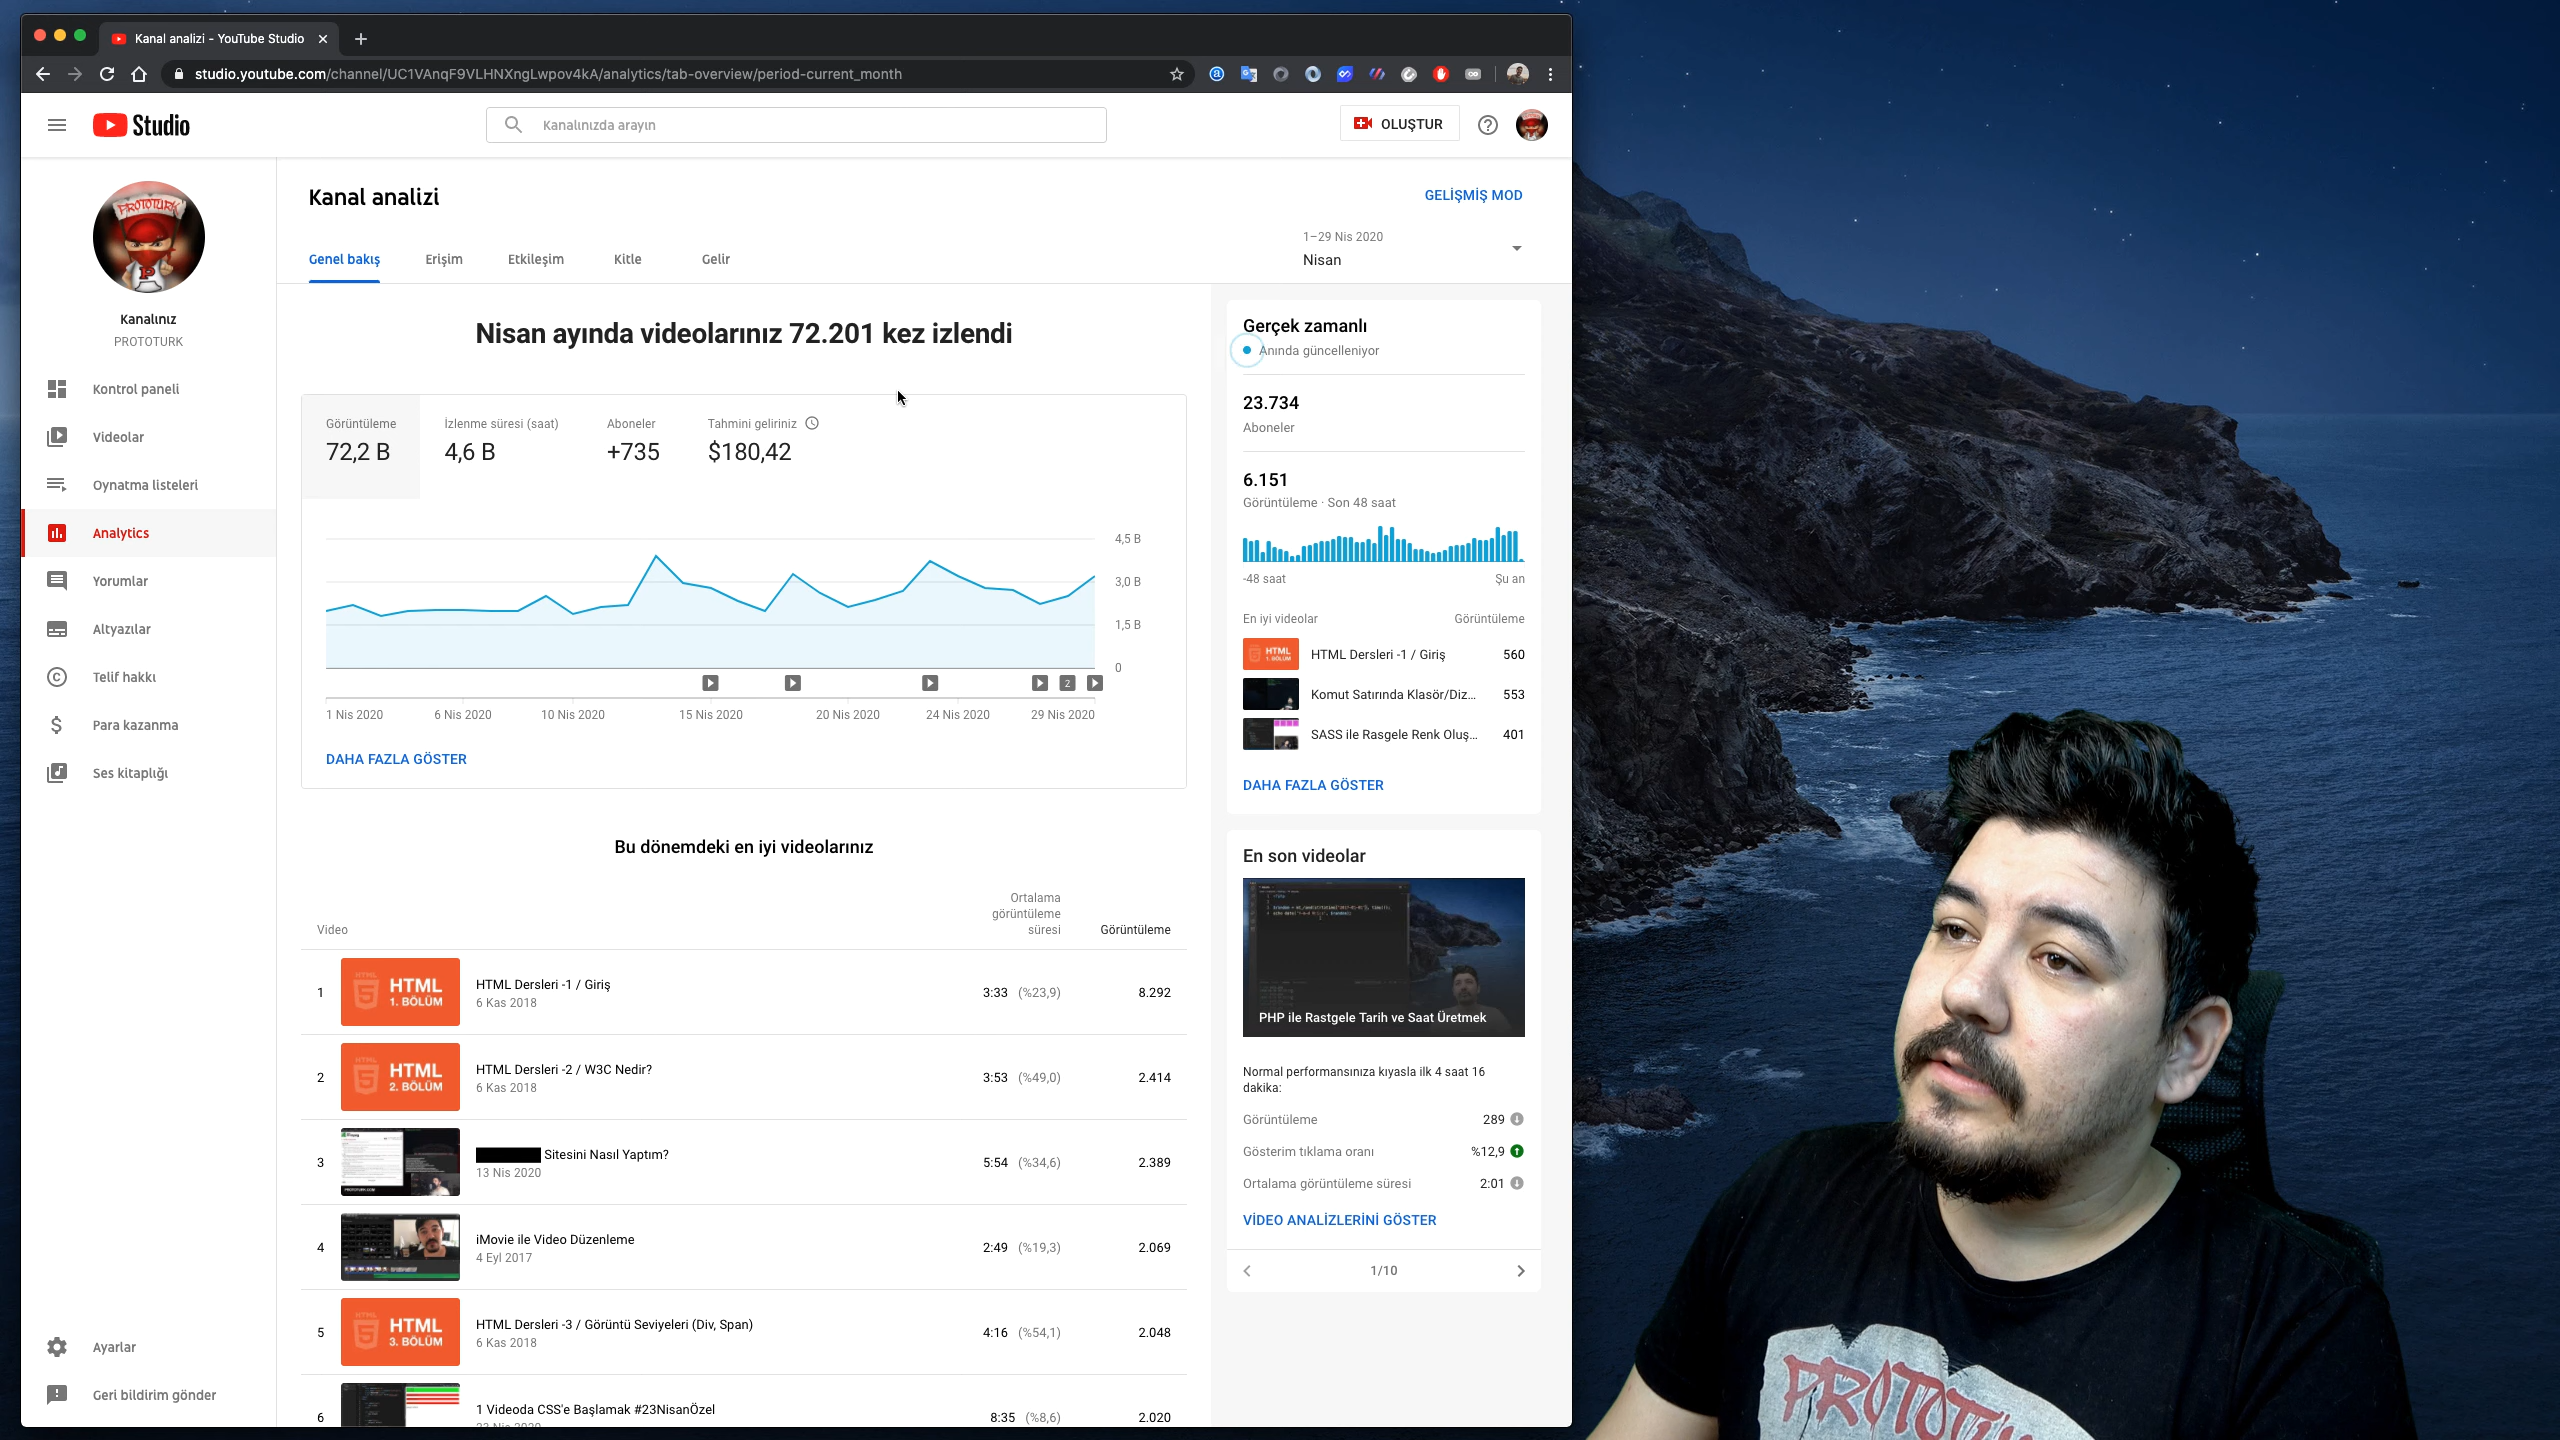 Kanal analizi - YouTube Studio
studio.youtube.com/channel/UC1VAnqF9VLHNXngLwpov4kA/analytics/tab-overview/period-current_month
Studio
Kanalınızda arayın
OLUŞTUR
PROTOTURK
P
Kanalınız
PROTOTURK
Kontrol paneli
Videolar
Oynatma listeleri
Analytics
Yorumlar
Altyazılar
Telif hakkı
Para kazanma
Ses kitaplığı
Ayarlar
Geri bildirim gönder
Kanal analizi
GELİŞMİŞ MOD
Genel bakış
Erişim
Etkileşim
Kitle
Gelir
1–29 Nis 2020
Nisan
Nisan ayında videolarınız 72.201 kez izlendi
Görüntüleme
72,2 B
İzlenme süresi (saat)
4,6 B
Aboneler
+735
Tahmini geliriniz
$180,42
4,5 B
3,0 B
1,5 B
0
2
1 Nis 2020
6 Nis 2020
10 Nis 2020
15 Nis 2020
20 Nis 2020
24 Nis 2020
29 Nis 2020
DAHA FAZLA GÖSTER
Bu dönemdeki en iyi videolarınız
Video
Ortalama
görüntüleme
süresi
Görüntüleme
1
HTML
1. BÖLÜM
HTML Dersleri -1 / Giriş
6 Kas 2018
3:33 (%23,9)
8.292
2
HTML
2. BÖLÜM
HTML Dersleri -2 / W3C Nedir?
6 Kas 2018
3:53 (%49,0)
2.414
3
Sitesini Nasıl Yaptım?
13 Nis 2020
5:54 (%34,6)
2.389
4
iMovie ile Video Düzenleme
4 Eyl 2017
2:49 (%19,3)
2.069
5
HTML
3. BÖLÜM
HTML Dersleri -3 / Görüntü Seviyeleri (Div, Span)
6 Kas 2018
4:16 (%54,1)
2.048
6
1 Videoda CSS'e Başlamak #23NisanÖzel
23 Nis 2020
8:35 (%8,6)
2.020
Gerçek zamanlı
Anında güncelleniyor
23.734
Aboneler
6.151
Görüntüleme · Son 48 saat
-48 saat
Şu an
En iyi videolar
Görüntüleme
HTML
1. BÖLÜM
HTML Dersleri -1 / Giriş
560
Komut Satırında Klasör/Diz...
553
SASS ile Rasgele Renk Oluş...
401
DAHA FAZLA GÖSTER
En son videolar
PHP ile Rastgele Tarih ve Saat Üretmek
Normal performansınıza kıyasla ilk 4 saat 16
dakika:
Görüntüleme
289
Gösterim tıklama oranı
%12,9
Ortalama görüntüleme süresi
2:01
VİDEO ANALİZLERİNİ GÖSTER
1/10
PROTOTU